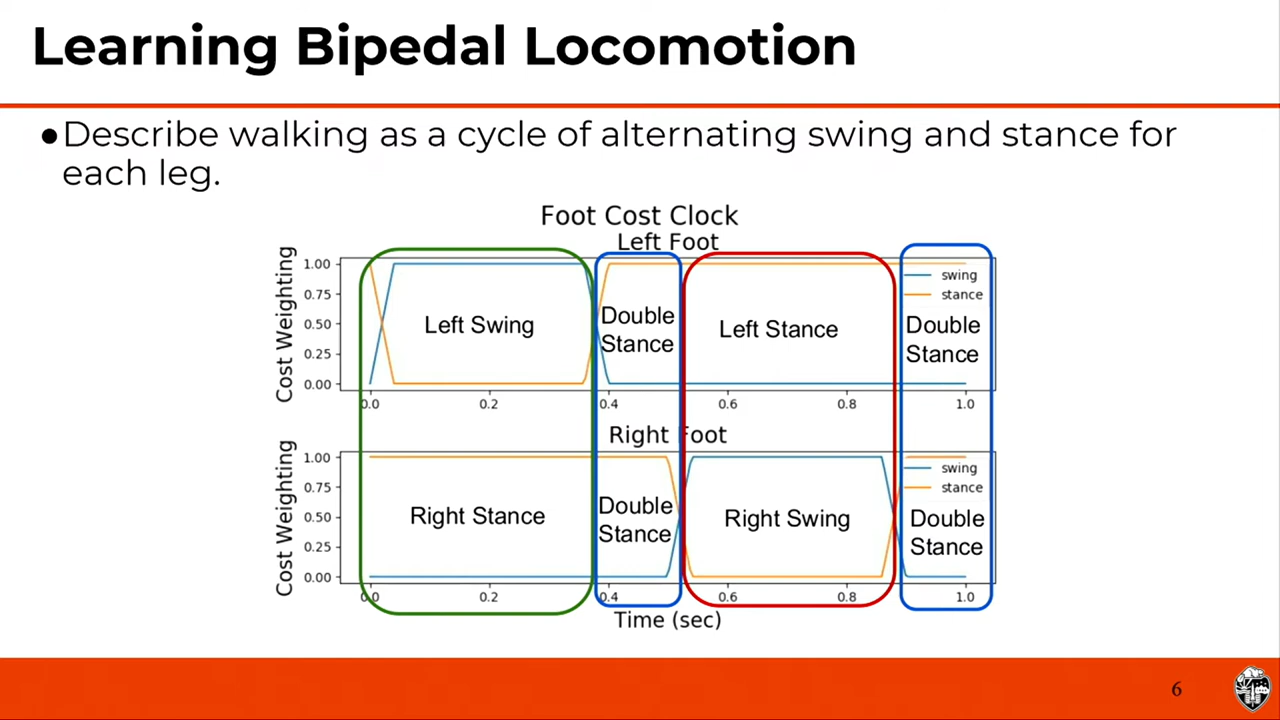 Learning Bipedal Locomotion
●Describe walking as a cycle of alternating swing and stance for
each leg.
Foot Cost Clock
Left Foot
Cost Weighting
1.00
0.75
0.50
0.25
0.00
Left Swing
Double
Stance
Left Stance
swing
stance
Double
Stance
0.0
0.2
0.4
0.6
0.8
1.0
Right Foot
Cost Weighting
1.00
0.75
0.50
0.25
0.00
Right Stance
Double
Stance
Right Swing
swing
stance
Double
Stance
0.0
0.2
0.4
0.6
0.8
1.0
Time (sec)
6